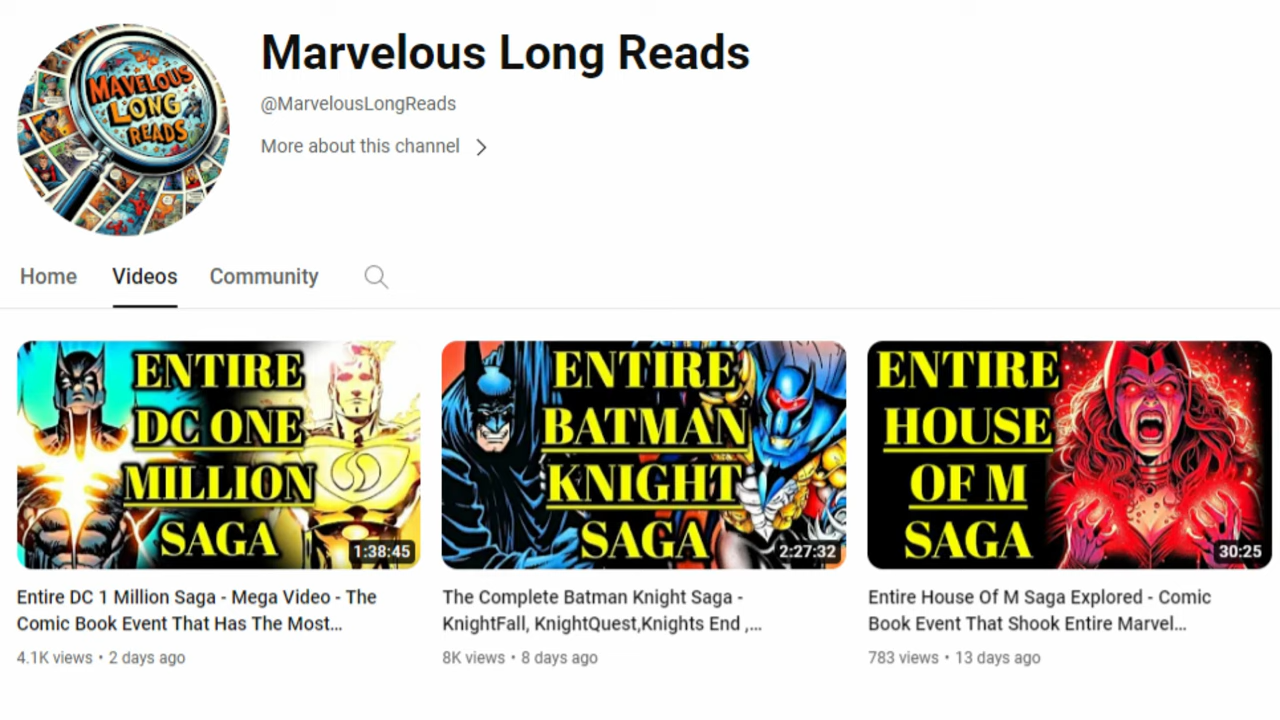 MAVELOUS
LONG
READS
Marvelous Long Reads
@MarvelousLongReads
More about this channel
Home Videos Community
ENTIRE
DC ONE
MILLION
SAGA
1:38:45
ENTIRE
BATMAN
KNIGHT
SAGA
2:27:32
ENTIRE
HOUSE
OF M
SAGA
30:25
Entire DC 1 Million Saga - Mega Video - The
Comic Book Event That Has The Most...
4.1K views • 2 days ago
The Complete Batman Knight Saga -
KnightFall, KnightQuest,Knights End ,...
8K views • 8 days ago
Entire House Of M Saga Explored - Comic
Book Event That Shook Entire Marvel...
783 views • 13 days ago